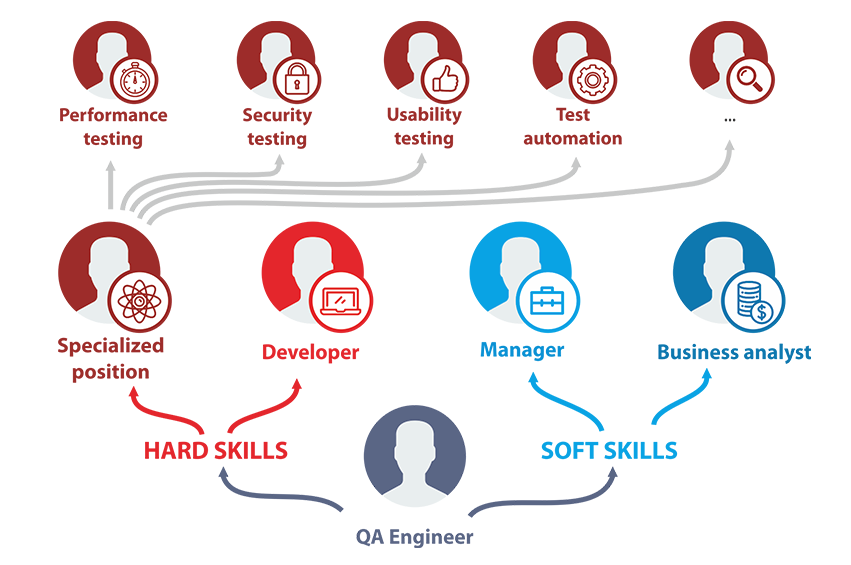 Performance
testing
Security
testing
Usability
testing
Test
automation
...
Specialized
position
Developer
Manager
Business analyst
HARD SKILLS
SOFT SKILLS
QA Engineer